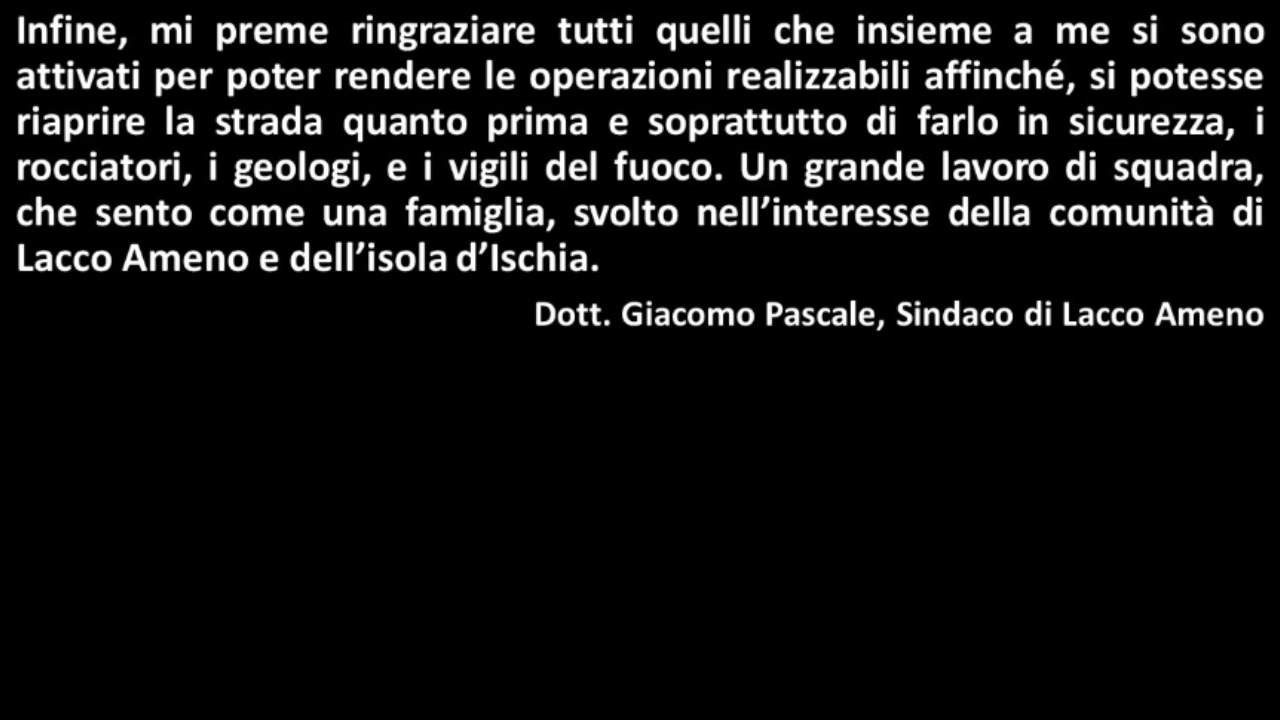 Infine, mi preme ringraziare tutti quelli che insieme a me si sono
attivati per poter rendere le operazioni realizzabili affinché, si potesse
riaprire la strada quanto prima e soprattutto di farlo in sicurezza, i
rocciatori, i geologi, e i vigili del fuoco. Un grande lavoro di squadra,
che sento come una famiglia, svolto nell’interesse della comunità di
Lacco Ameno e dell’isola d’Ischia.
Dott. Giacomo Pascale, Sindaco di Lacco Ameno